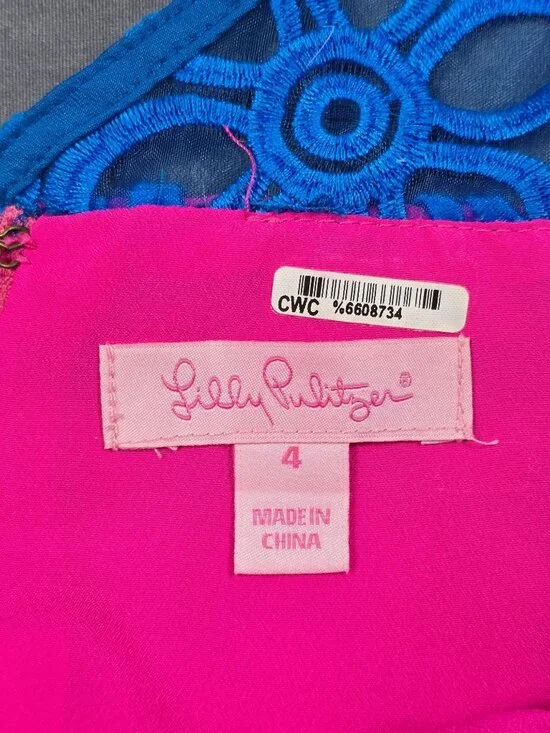 CWC %6608734
Lilly Pulitzer®
4
MADE IN
CHINA